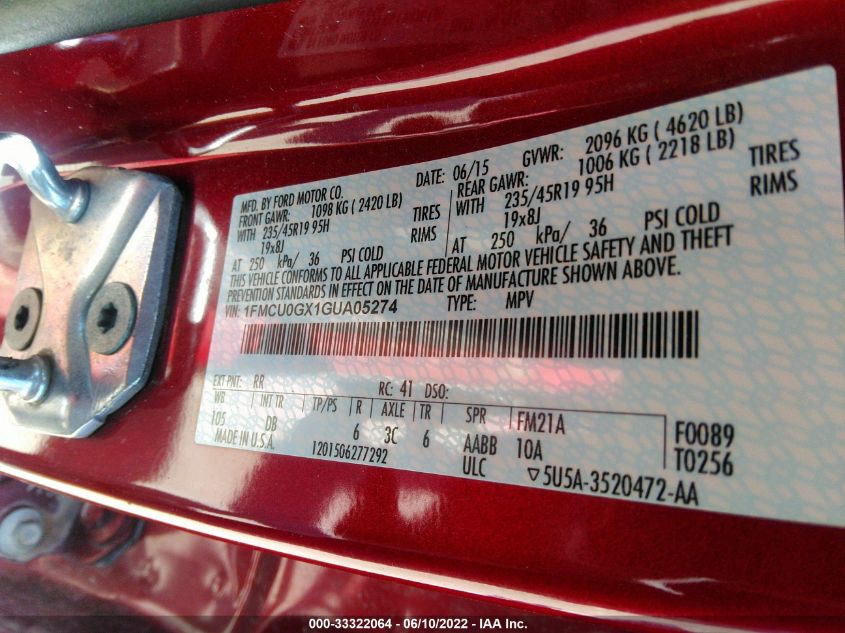 MFD. BY FORD MOTOR CO. DATE: 06/15 GVWR: 2096 KG ( 4620 LB)
FRONT GAWR: 1098 KG (2420 LB) REAR GAWR: 1006 KG ( 2218 LB)
WITH 235/45R19 95H TIRES WITH 235/45R19 95H TIRES
19x8J RIMS 19x8J RIMS
AT 250 kPa/ 36 PSI COLD AT 250 kPa/ 36 PSI COLD
THIS VEHICLE CONFORMS TO ALL APPLICABLE FEDERAL MOTOR VEHICLE SAFETY AND THEFT
PREVENTION STANDARDS IN EFFECT ON THE DATE OF MANUFACTURE SHOWN ABOVE.
VIN: 1FMCU0GX1GUA05274 TYPE: MPV
EXT PNT: RR RC: 41 DSO:
WB INT TR TP/PS R AXLE TR SPR FM21A F0089
105 DB 6 3C 6 AABB 10A T0256
MADE IN U.S.A. 1201506277292 ULC ▽5U5A-3520472-AA
000-33322064 - 06/10/2022 - IAA Inc.